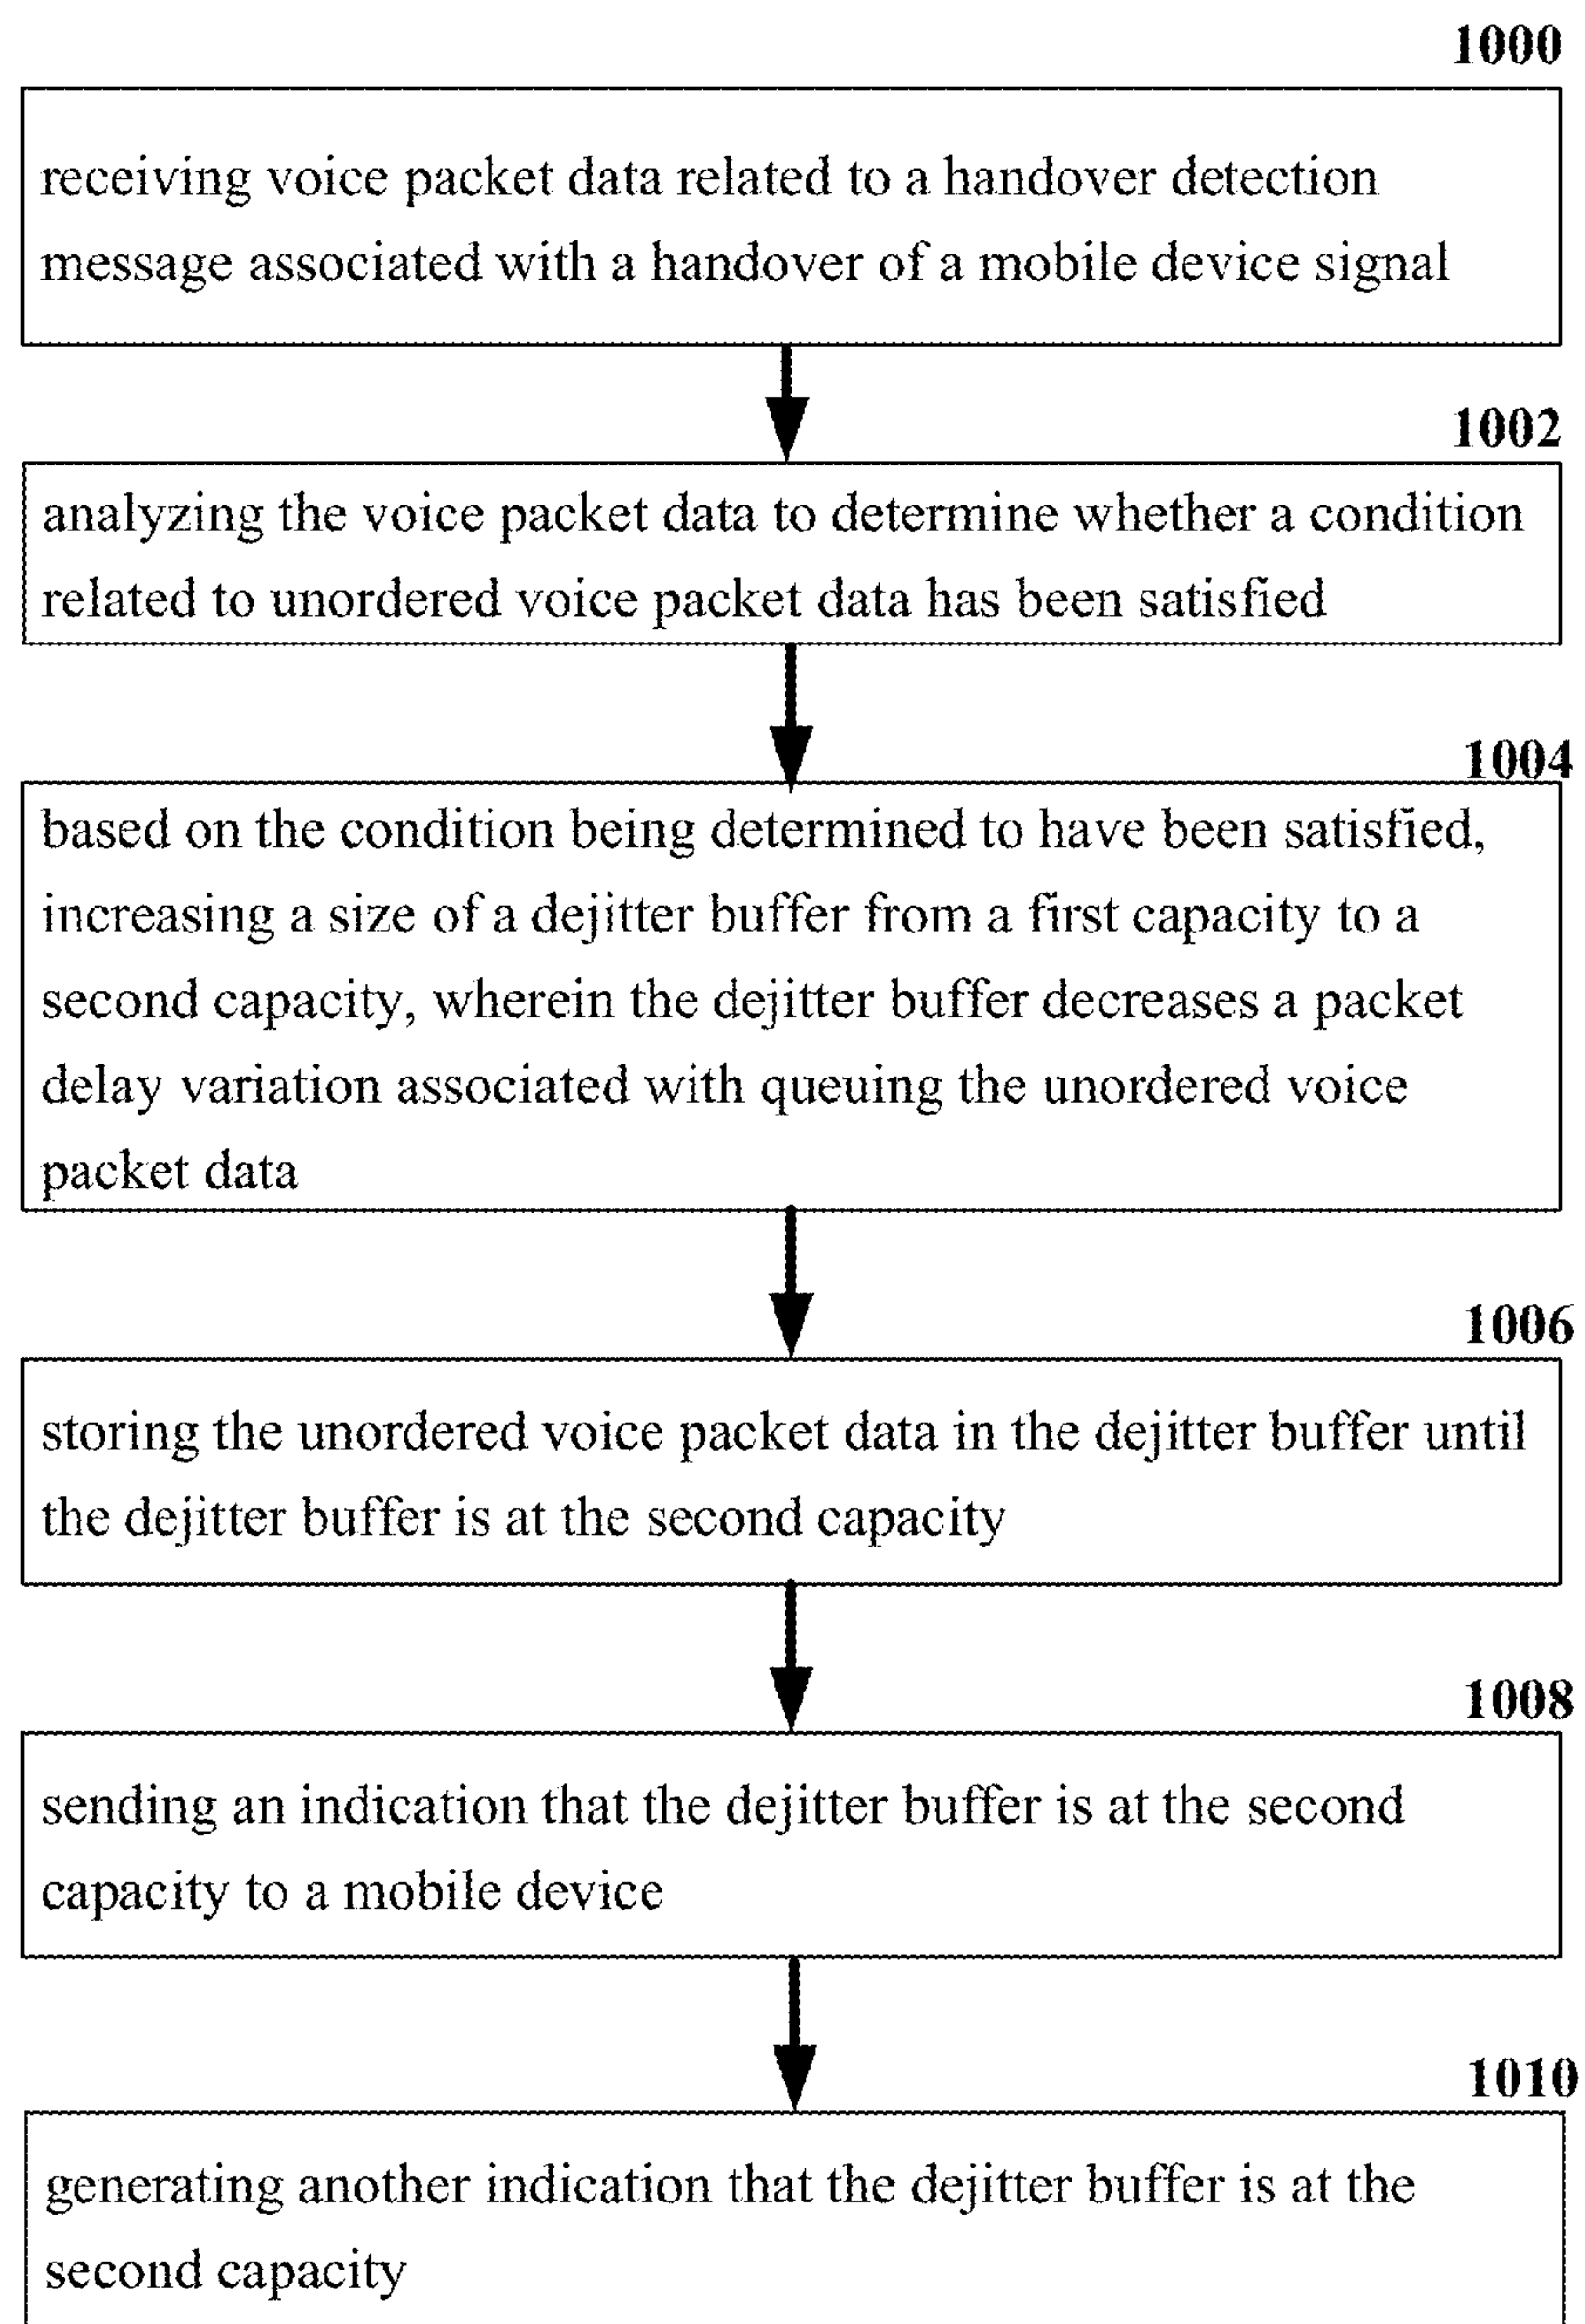 1000
receiving voice packet data related to a handover detection
message associated with a handover of a mobile device signal
1002
analyzing the voice packet data to determine whether a condition
related to unordered voice packet data has been satisfied
1004
based on the condition being determined to have been satisfied,
increasing a size of a dejitter buffer from a first capacity to a
second capacity, wherein the dejitter buffer decreases a packet
delay variation associated with queuing the unordered voice
packet data
1006
storing the unordered voice packet data in the dejitter buffer until
the dejitter buffer is at the second capacity
1008
sending an indication that the dejitter buffer is at the second
capacity to a mobile device
1010
generating another indication that the dejitter buffer is at the
second capacity